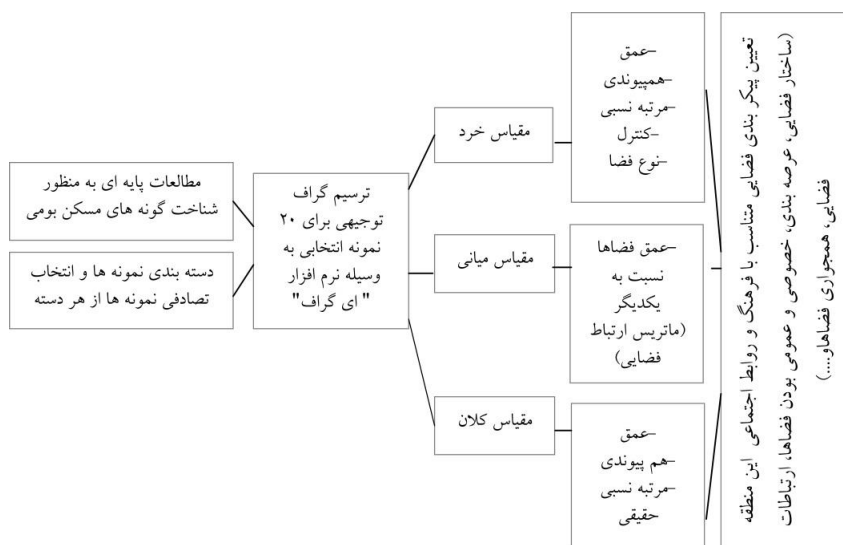 مطالعات پایه ای به منظور
شناخت گونه های مسکن بومی
دسته بندی نمونه ها و انتخاب
تصادفی نمونه ها از هر دسته
ترسیم گراف
توجیهی برای ۲۰
نمونه انتخابی به
وسیله نرم افزار
" ای گراف"
مقیاس خرد
مقیاس میانی
مقیاس کلان
-عمق
-همپیوندی
-مرتبه نسبی
-کنترل
-نوع فضا
-عمق فضاها
نسبت به
یکدیگر
(ماتریس ارتباط
فضایی)
-عمق
-هم پیوندی
-مرتبه نسبی
حقیقی
تعیین پیکر بندی فضایی متناسب با فرهنگ و روابط اجتماعی این منطقه
(ساختار فضایی، عرصه بندی، خصوصی و عمومی بودن فضاها، ارتباطات
فضایی، همجواری فضاهاو....)